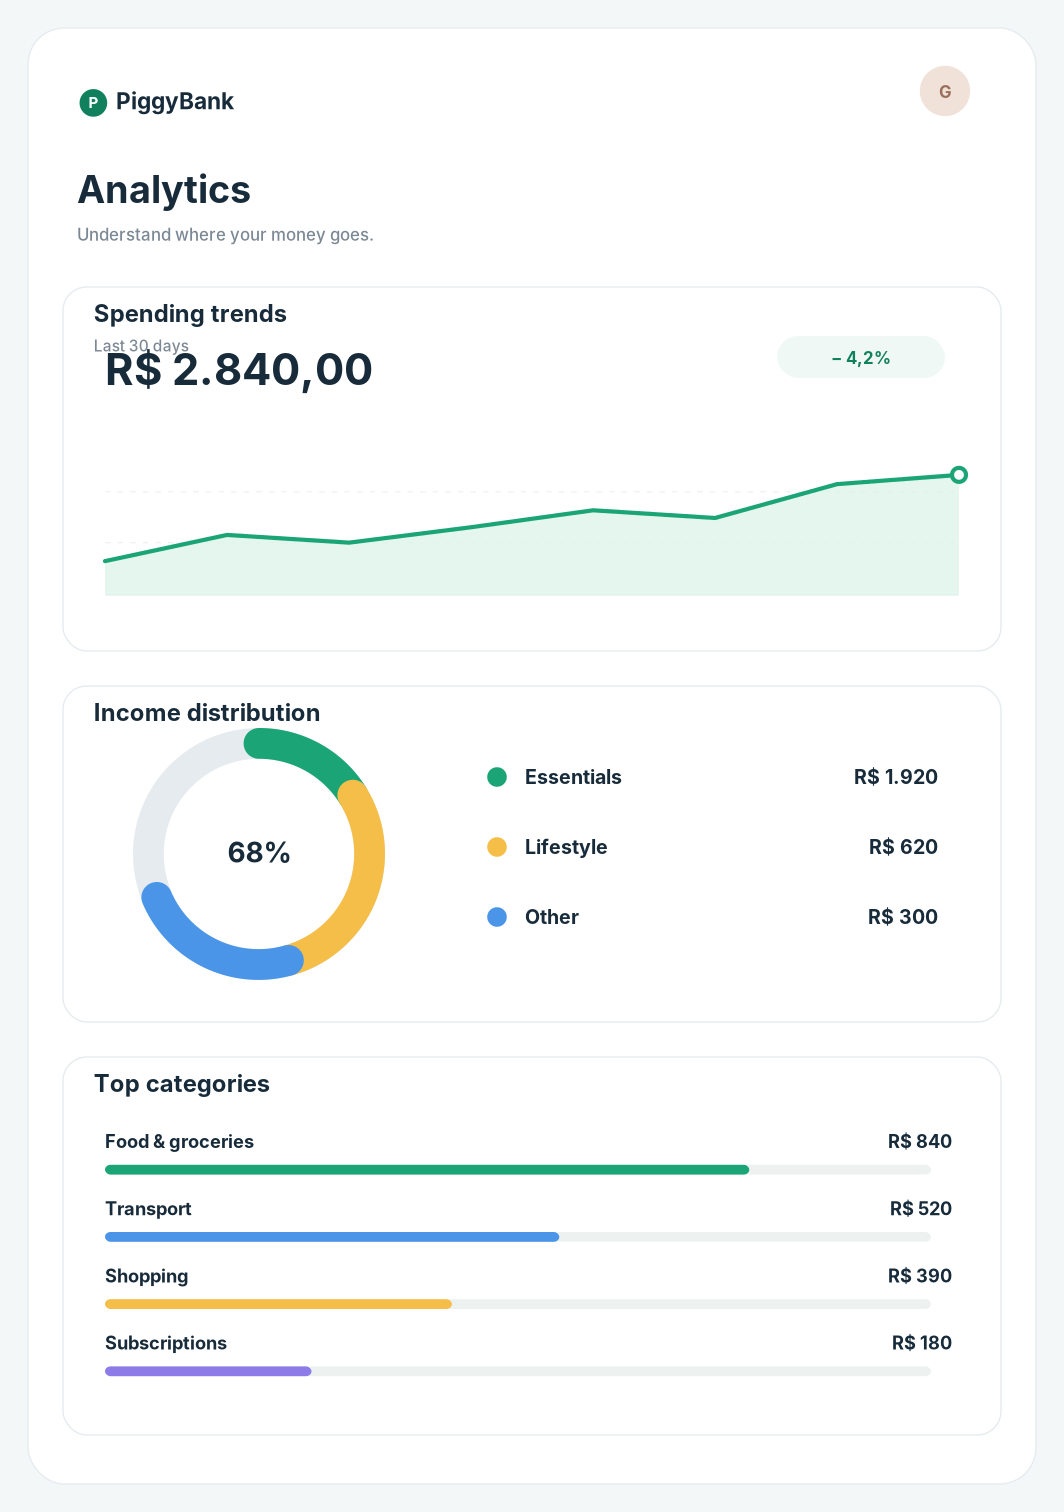 P PiggyBank
G
Analytics
Understand where your money goes.
Spending trends
Last 30 days
R$ 2.840,00
– 4,2%
Income distribution
68%
Essentials R$ 1.920
Lifestyle R$ 620
Other R$ 300
Top categories
Food & groceries R$ 840
Transport R$ 520
Shopping R$ 390
Subscriptions R$ 180